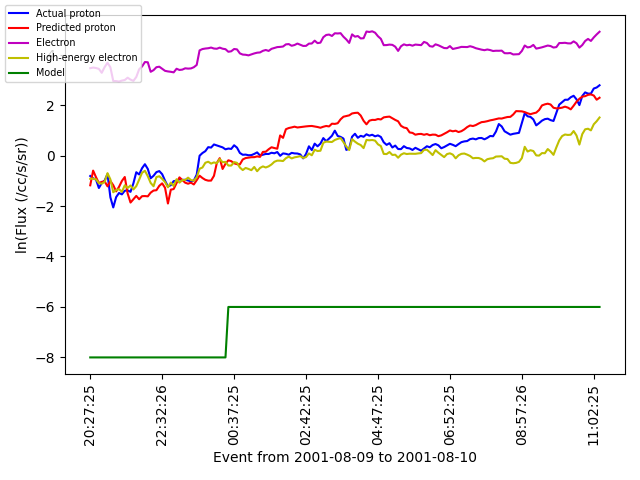 Actual proton
Predicted proton
Electron
High-energy electron
Model
ln(Flux (/cc/s/sr))
2
0
−2
−4
−6
−8
20:27:25
22:32:26
00:37:25
02:42:25
04:47:25
06:52:25
08:57:26
11:02:25
Event from 2001-08-09 to 2001-08-10